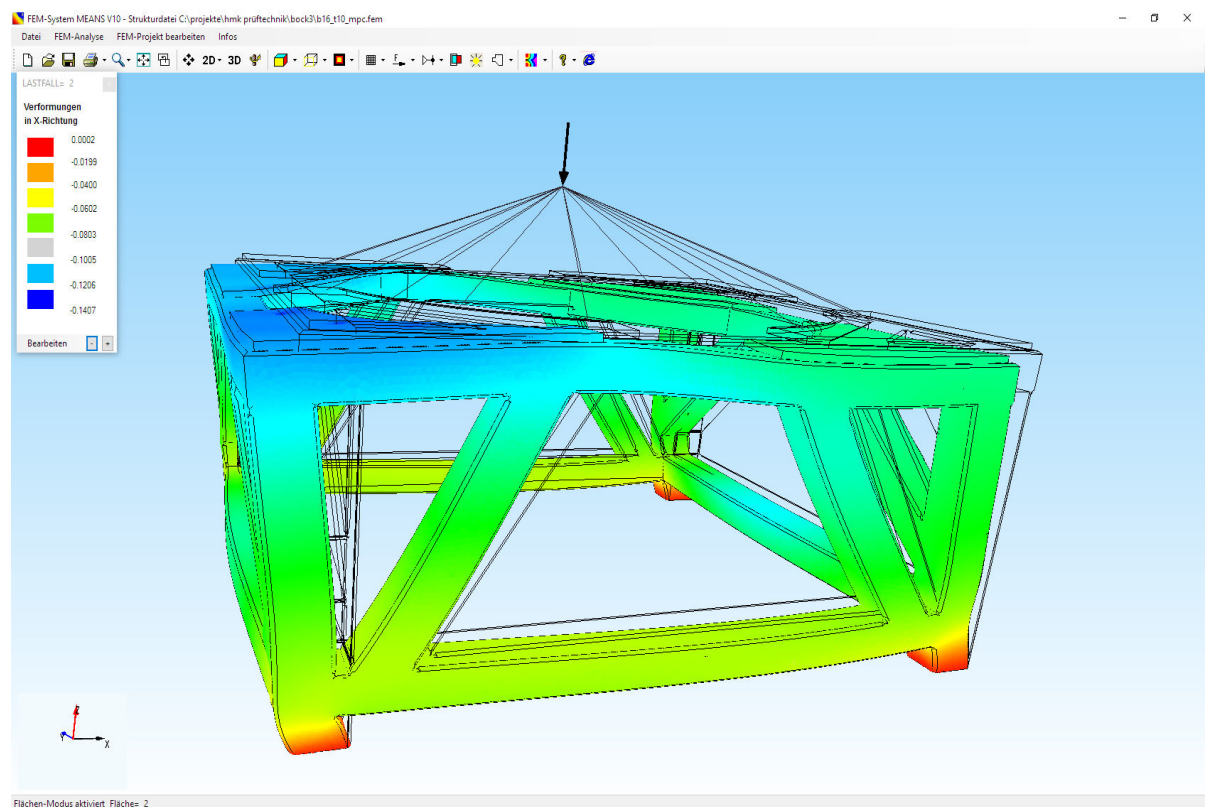 FEM-System MEANS V10 - Strukturdatei C:\projekte\hmk prüftechnik\bock3\b16_t10_mpc.fem
Datei FEM-Analyse FEM-Projekt bearbeiten Infos
2D 3D
LASTFALL= 2
Verformungen
in X-Richtung
0.0002
-0.0199
-0.0400
-0.0602
-0.0803
-0.1005
-0.1206
-0.1407
Bearbeiten - +
Z
Y X
Flächen-Modus aktiviert Fläche= 2